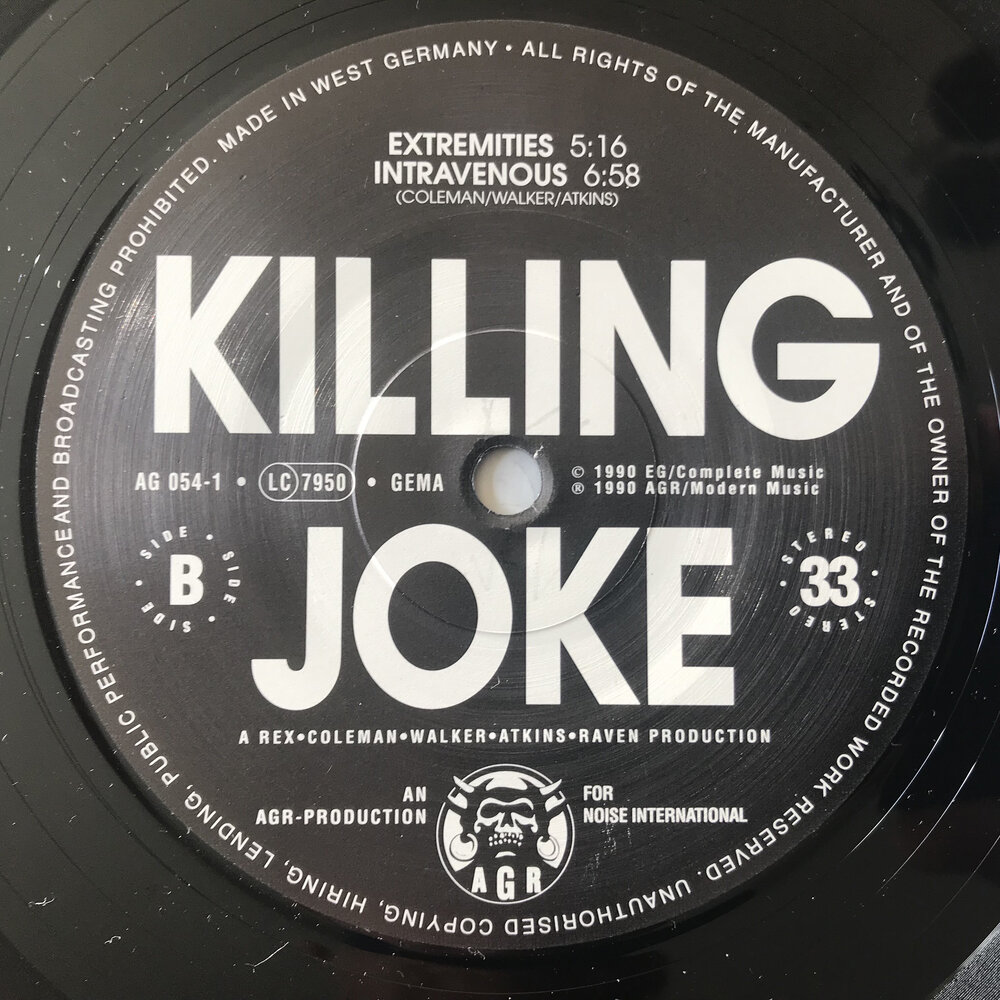 MADE IN WEST GERMANY • ALL RIGHTS OF THE MANUFACTURER AND OF THE OWNER OF THE RECORDED WORK RESERVED. UNAUTHORISED COPYING, HIRING, LENDING, PUBLIC PERFORMANCE AND BROADCASTING PROHIBITED.
EXTREMITIES 5:16
INTRAVENOUS 6:58
(COLEMAN/WALKER/ATKINS)
KILLING
AG 054-1 • LC 7950 • GEMA
© 1990 EG/Complete Music
® 1990 AGR/Modern Music
SIDE • SIDE • SIDE •
B
JOKE
STEREO • STEREO • STEREO •
33
A REX•COLEMAN•WALKER•ATKINS•RAVEN PRODUCTION
AN
AGR-PRODUCTION
AGR
FOR
NOISE INTERNATIONAL